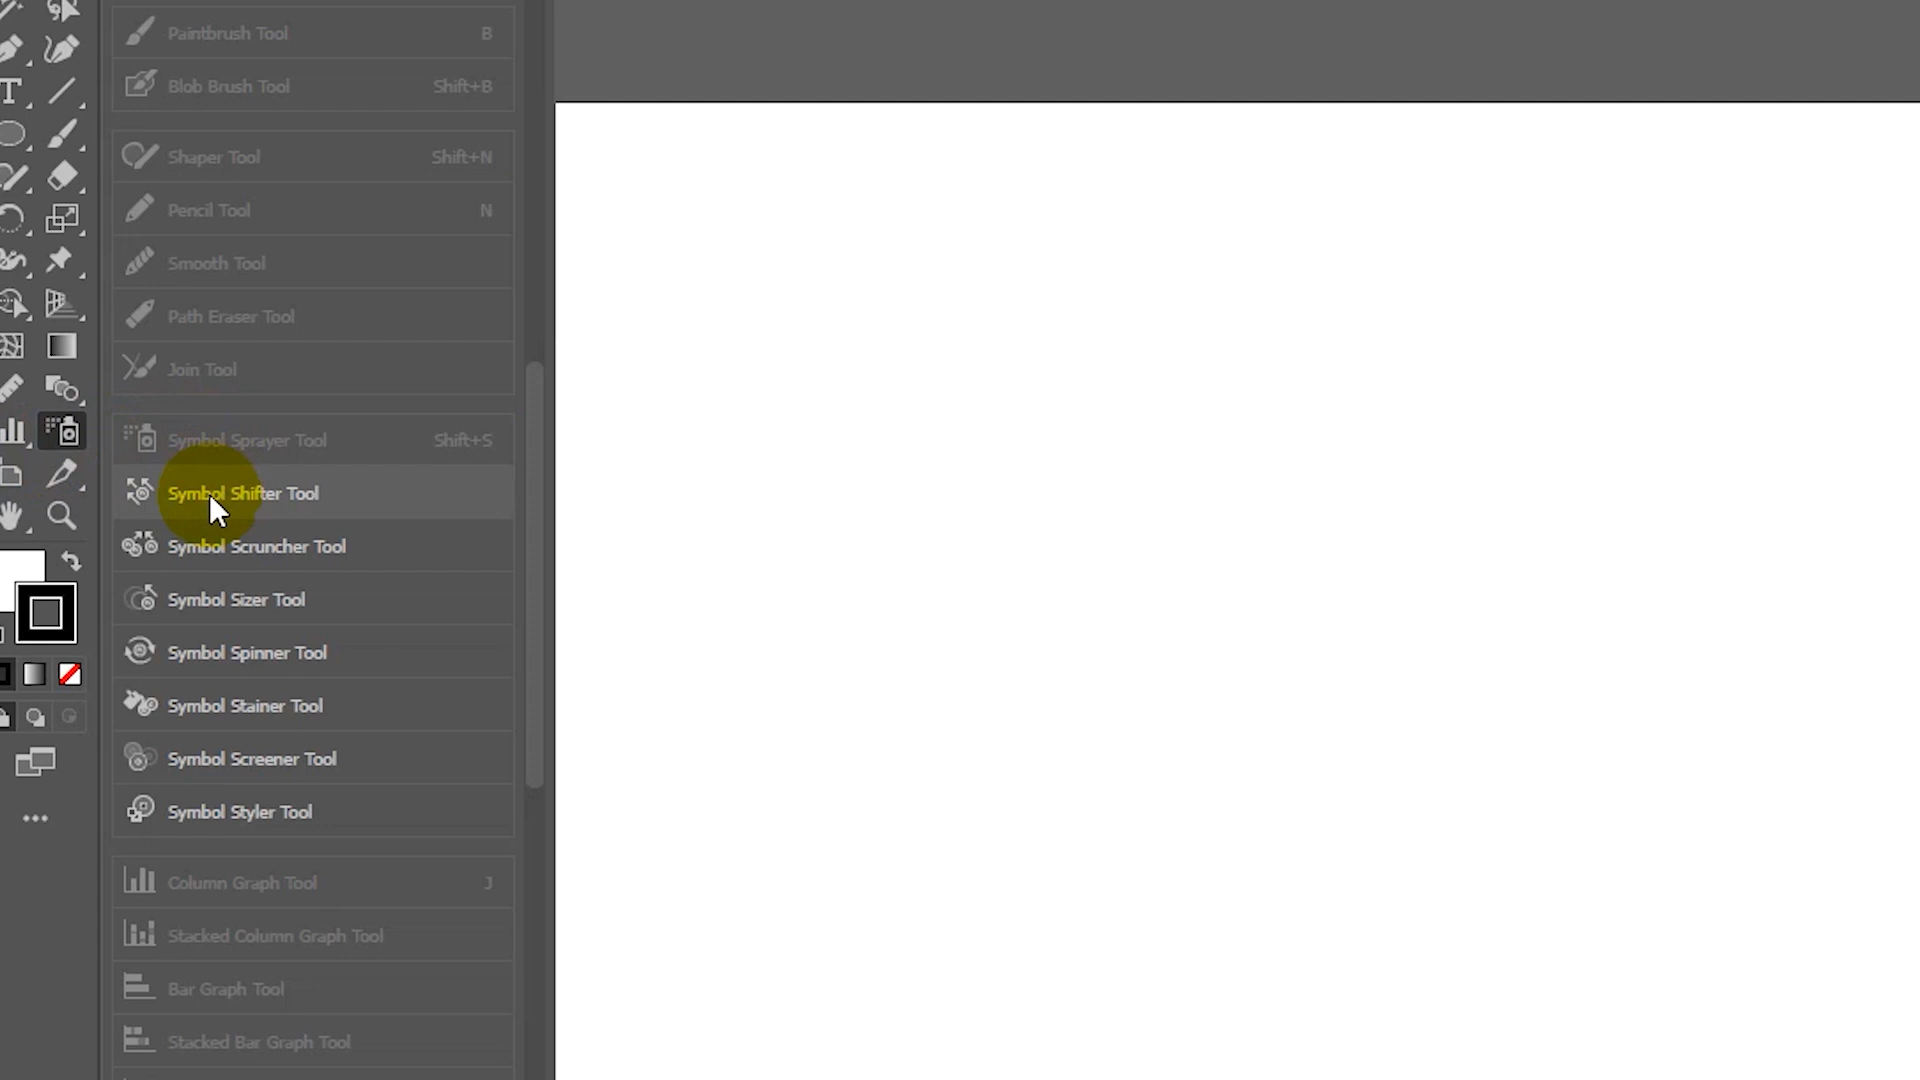 Paintbrush Tool B
Blob Brush Tool Shift+B
Shaper Tool Shift+N
Pencil Tool N
Smooth Tool
Path Eraser Tool
Join Tool
Symbol Sprayer Tool Shift+S
Symbol Shifter Tool
Symbol Scruncher Tool
Symbol Sizer Tool
Symbol Spinner Tool
Symbol Stainer Tool
Symbol Screener Tool
Symbol Styler Tool
Column Graph Tool J
Stacked Column Graph Tool
Bar Graph Tool
Stacked Bar Graph Tool